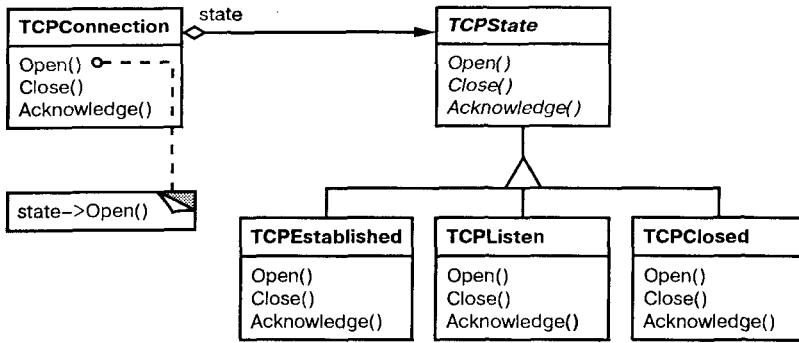 TCPConnection
state
TCPState
Open()
Close()
Acknowledge()
Open()
Close()
Acknowledge()
state->Open()
TCPEstablished
Open()
Close()
Acknowledge()
TCPListen
Open()
Close()
Acknowledge()
TCPClosed
Open()
Close()
Acknowledge()